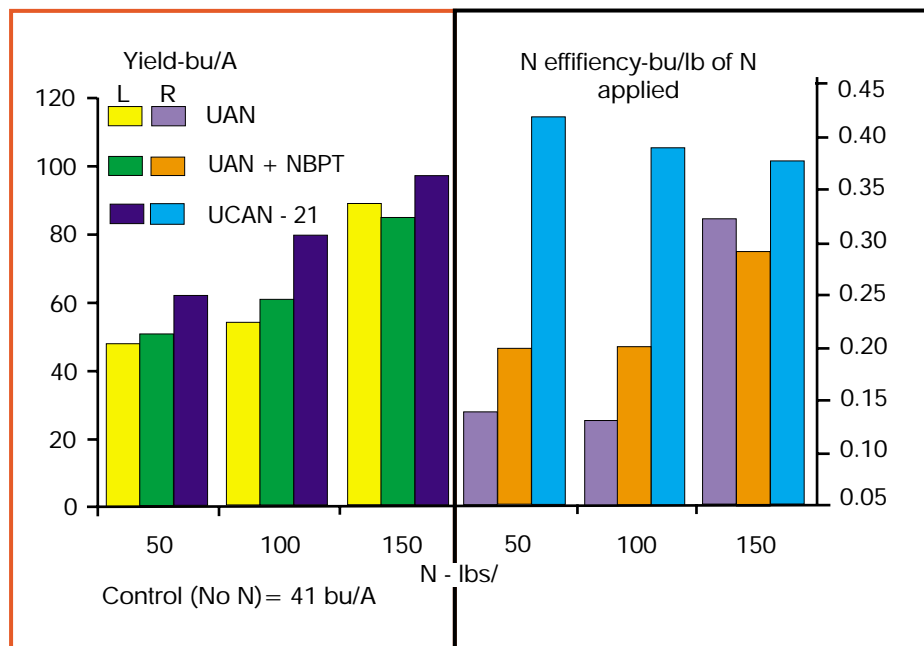 Yield-bu/A
L R
UAN
UAN + NBPT
UCAN - 21
120
100
80
60
40
20
0
50 100 150
N effifiency-bu/lb of N
applied
0.45
0.40
0.35
0.30
0.25
0.20
0.15
0.10
0.05
50 100 150
N - lbs/
Control (No N)= 41 bu/A